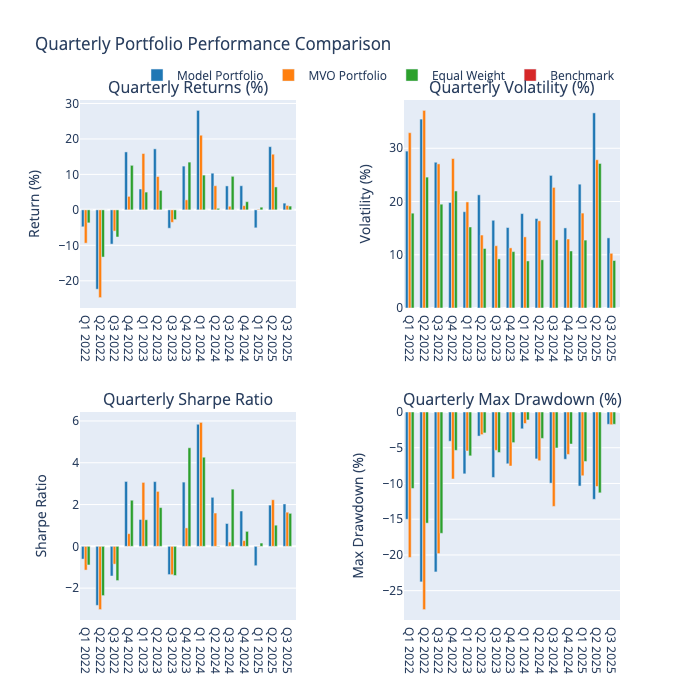 Quarterly Portfolio Performance Comparison
Model Portfolio MVO Portfolio Equal Weight Benchmark
Quarterly Returns (%)
Return (%)
30
20
10
0
−10
−20
Q1 2022
Q2 2022
Q3 2022
Q4 2022
Q1 2023
Q2 2023
Q3 2023
Q4 2023
Q1 2024
Q2 2024
Q3 2024
Q4 2024
Q1 2025
Q2 2025
Q3 2025
Quarterly Volatility (%)
Volatility (%)
30
20
10
0
Q1 2022
Q2 2022
Q3 2022
Q4 2022
Q1 2023
Q2 2023
Q3 2023
Q4 2023
Q1 2024
Q2 2024
Q3 2024
Q4 2024
Q1 2025
Q2 2025
Q3 2025
Quarterly Sharpe Ratio
Sharpe Ratio
6
4
2
0
−2
Q1 2022
Q2 2022
Q3 2022
Q4 2022
Q1 2023
Q2 2023
Q3 2023
Q4 2023
Q1 2024
Q2 2024
Q3 2024
Q4 2024
Q1 2025
Q2 2025
Q3 2025
Quarterly Max Drawdown (%)
Max Drawdown (%)
0
−5
−10
−15
−20
−25
Q1 2022
Q2 2022
Q3 2022
Q4 2022
Q1 2023
Q2 2023
Q3 2023
Q4 2023
Q1 2024
Q2 2024
Q3 2024
Q4 2024
Q1 2025
Q2 2025
Q3 2025